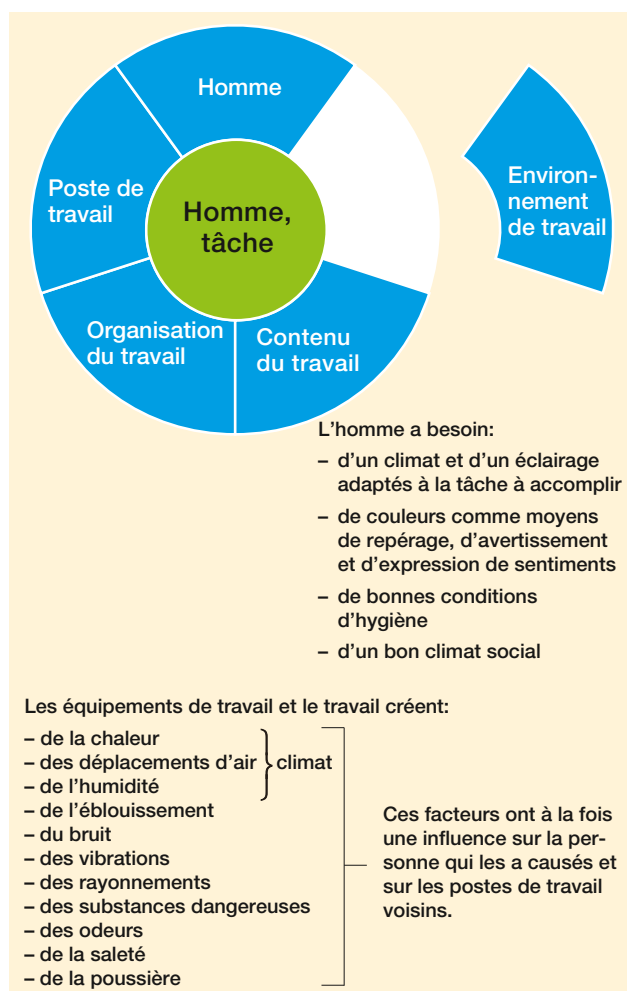 Homme
Poste de
travail
Homme,
tâche
Environ-
nement
de travail
Organisation
du travail
Contenu
du travail
L'homme a besoin:
– d'un climat et d'un éclairage
adaptés à la tâche à accomplir
– de couleurs comme moyens
de repérage, d'avertissement
et d'expression de sentiments
– de bonnes conditions
d'hygiène
– d'un bon climat social
Les équipements de travail et le travail créent:
– de la chaleur
– des déplacements d'air
– de l'humidité
climat
– de l'éblouissement
– du bruit
– des vibrations
– des rayonnements
– des substances dangereuses
– des odeurs
– de la saleté
– de la poussière
Ces facteurs ont à la fois
une influence sur la per-
sonne qui les a causés et
sur les postes de travail
voisins.